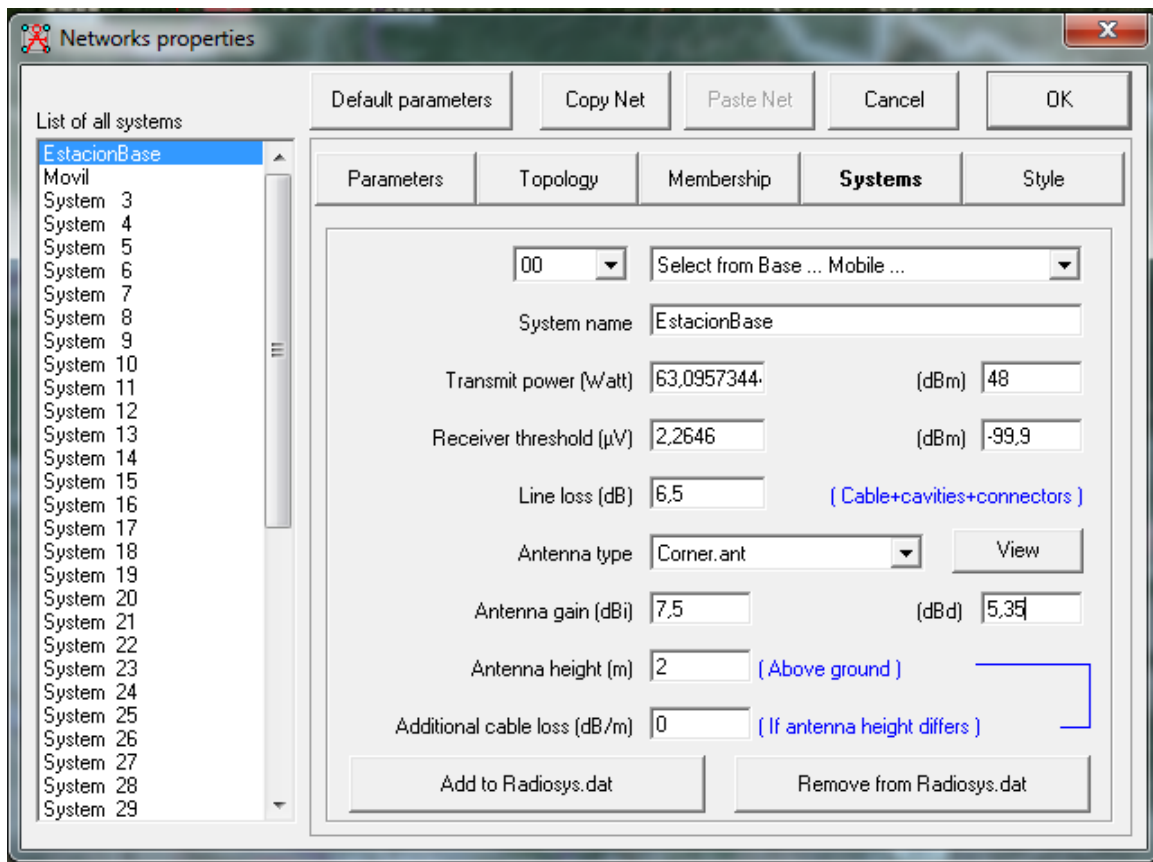 Networks properties
x
Default parameters
Copy Net
Paste Net
Cancel
OK
List of all systems
EstacionBase
Movil
System 3
System 4
System 5
System 6
System 7
System 8
System 9
System 10
System 11
System 12
System 13
System 14
System 15
System 16
System 17
System 18
System 19
System 20
System 21
System 22
System 23
System 24
System 25
System 26
System 27
System 28
System 29
Parameters
Topology
Membership
Systems
Style
00
Select from Base ... Mobile ...
System name EstacionBase
Transmit power (Watt) 63,0957344 (dBm) 48
Receiver threshold (µV) 2,2646 (dBm) -99,9
Line loss (dB) 6,5 ( Cable+cavities+connectors )
Antenna type Corner.ant View
Antenna gain (dBi) 7,5 (dBd) 5,35
Antenna height (m) 2 ( Above ground )
Additional cable loss (dB/m) 0 ( If antenna height differs )
Add to Radiosys.dat
Remove from Radiosys.dat